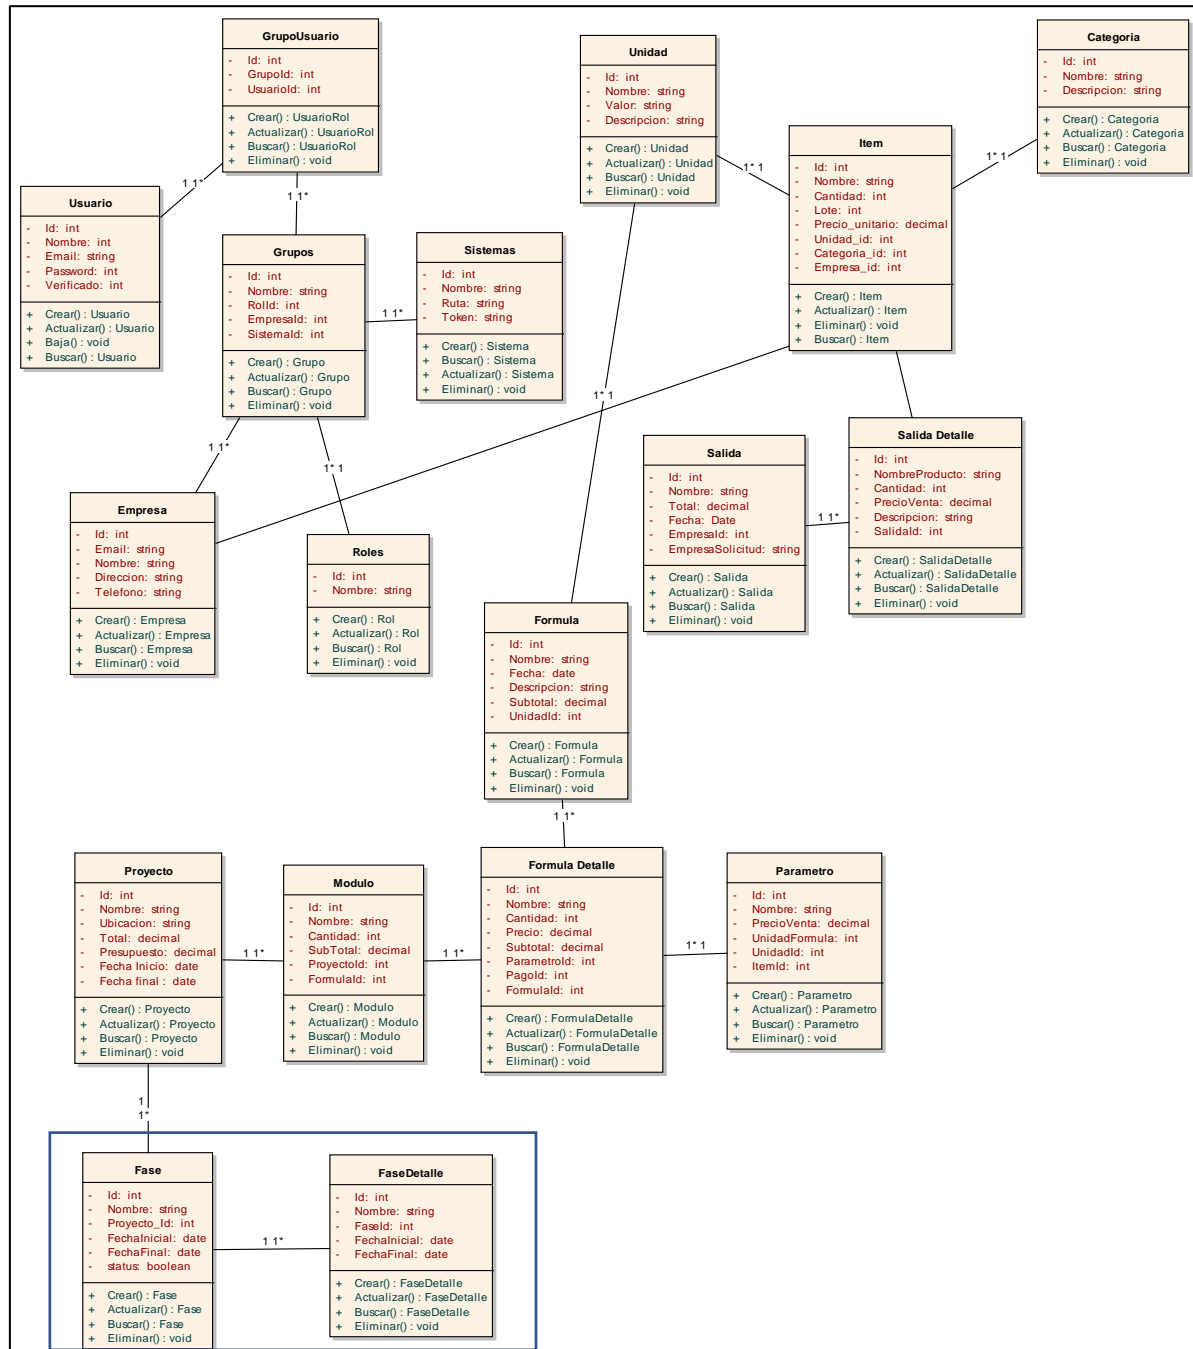 GrupoUsuario
- Id: int
- GrupoId: int
- UsuarioId: int
+ Crear() : UsuarioRol
+ Actualizar() : UsuarioRol
+ Buscar() : UsuarioRol
+ Eliminar() : void
Unidad
- Id: int
- Nombre: string
- Valor: string
- Descripcion: string
+ Crear() : Unidad
+ Actualizar() : Unidad
+ Buscar() : Unidad
+ Eliminar() : void
Categoria
- Id: int
- Nombre: string
- Descripcion: string
+ Crear() : Categoria
+ Actualizar() : Categoria
+ Buscar() : Categoria
+ Eliminar() : void
Item
- Id: int
- Nombre: string
- Cantidad: int
- Lote: int
- Precio_unitario: decimal
- Unidad_id: int
- Categoria_id: int
- Empresa_id: int
+ Crear() : Item
+ Actualizar() : Item
+ Eliminar() : void
+ Buscar() : Item
1* 1
1* 1
1 1*
1 1*
Usuario
- Id: int
- Nombre: int
- Email: string
- Password: int
- Verificado: int
+ Crear() : Usuario
+ Actualizar() : Usuario
+ Baja() : void
+ Buscar() : Usuario
Grupos
- Id: int
- Nombre: string
- RolId: int
- EmpresaId: int
- SistemaId: int
+ Crear() : Grupo
+ Actualizar() : Grupo
+ Buscar() : Grupo
+ Eliminar() : void
1 1*
Sistemas
- Id: int
- Nombre: string
- Ruta: string
- Token: string
+ Crear() : Sistema
+ Buscar() : Sistema
+ Actualizar() : Sistema
+ Eliminar() : void
1* 1
1 1*
1* 1
Salida Detalle
- Id: int
- NombreProducto: string
- Cantidad: int
- PrecioVenta: decimal
- Descripcion: string
- SalidaId: int
+ Crear() : SalidaDetalle
+ Actualizar() : SalidaDetalle
+ Buscar() : SalidaDetalle
+ Eliminar() : void
Salida
- Id: int
- Nombre: string
- Total: decimal
- Fecha: Date
- EmpresaId: int
- EmpresaSolicitud: string
+ Crear() : Salida
+ Actualizar() : Salida
+ Buscar() : Salida
+ Eliminar() : void
1 1*
Empresa
- Id: int
- Email: string
- Nombre: string
- Direccion: string
- Telefono: string
+ Crear() : Empresa
+ Actualizar() : Empresa
+ Buscar() : Empresa
+ Eliminar() : void
Roles
- Id: int
- Nombre: string
+ Crear() : Rol
+ Actualizar() : Rol
+ Buscar() : Rol
+ Eliminar() : void
Formula
- Id: int
- Nombre: string
- Fecha: date
- Descripcion: string
- Subtotal: decimal
- UnidadId: int
+ Crear() : Formula
+ Actualizar() : Formula
+ Buscar() : Formula
+ Eliminar() : void
1 1*
Proyecto
- Id: int
- Nombre: string
- Ubicacion: string
- Total: decimal
- Presupuesto: decimal
- Fecha Inicio: date
- Fecha final : date
+ Crear() : Proyecto
+ Actualizar() : Proyecto
+ Buscar() : Proyecto
+ Eliminar() : void
1 1*
Modulo
- Id: int
- Nombre: string
- Cantidad: int
- SubTotal: decimal
- ProyectoId: int
- FormulaId: int
+ Crear() : Modulo
+ Actualizar() : Modulo
+ Buscar() : Modulo
+ Eliminar() : void
1 1*
Formula Detalle
- Id: int
- Nombre: string
- Cantidad: int
- Precio: decimal
- Subtotal: decimal
- ParametroId: int
- PagoId: int
- FormulaId: int
+ Crear() : FormulaDetalle
+ Actualizar() : FormulaDetalle
+ Buscar() : FormulaDetalle
+ Eliminar() : void
1* 1
Parametro
- Id: int
- Nombre: string
- PrecioVenta: decimal
- UnidadFormula: int
- UnidadId: int
- ItemId: int
+ Crear() : Parametro
+ Actualizar() : Parametro
+ Buscar() : Parametro
+ Eliminar() : void
1
1*
Fase
- Id: int
- Nombre: string
- Proyecto_Id: int
- FechaInicial: date
- FechaFinal: date
- status: boolean
+ Crear() : Fase
+ Actualizar() : Fase
+ Buscar() : Fase
+ Eliminar() : void
1 1*
FaseDetalle
- Id: int
- Nombre: string
- FaseId: int
- FechaInicial: date
- FechaFinal: date
+ Crear() : FaseDetalle
+ Actualizar() : FaseDetalle
+ Buscar() : FaseDetalle
+ Eliminar() : void